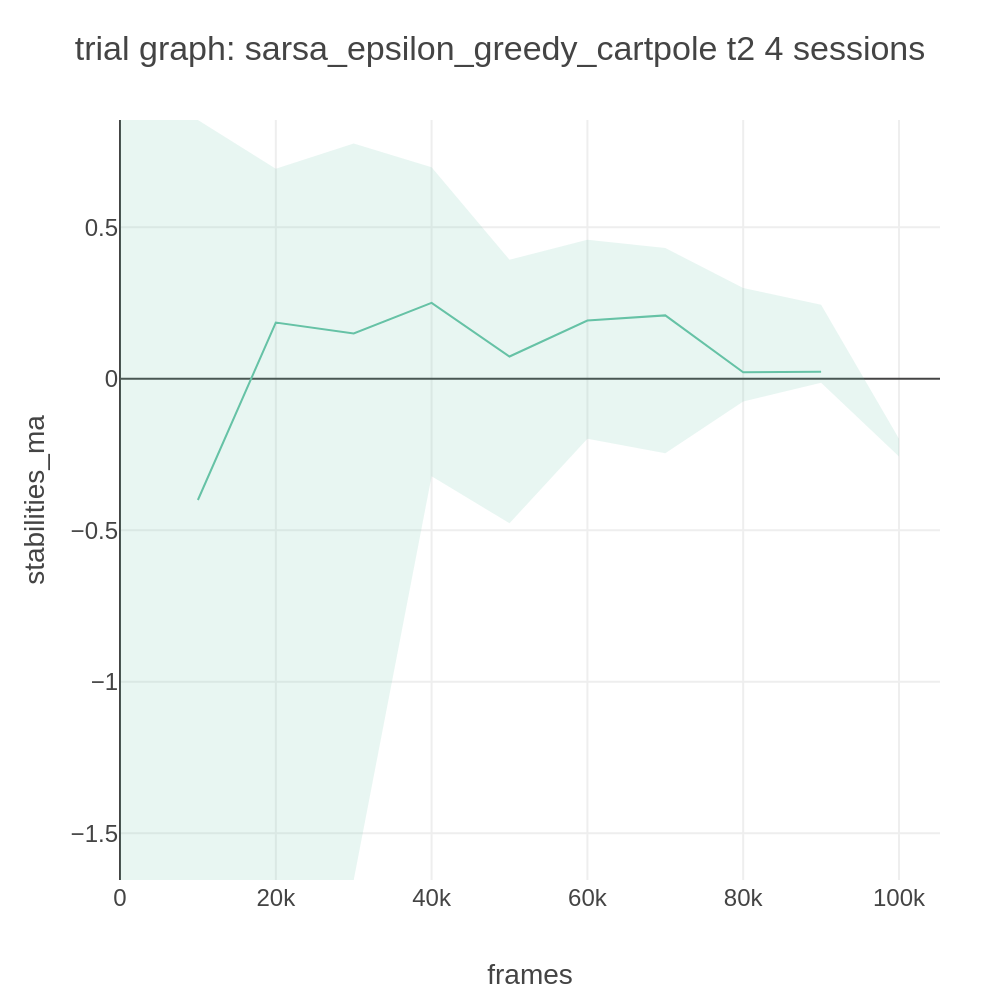 trial graph: sarsa_epsilon_greedy_cartpole t2 4 sessions
0.5
0
−0.5
−1
−1.5
stabilities_ma
0 20k 40k 60k 80k 100k
frames